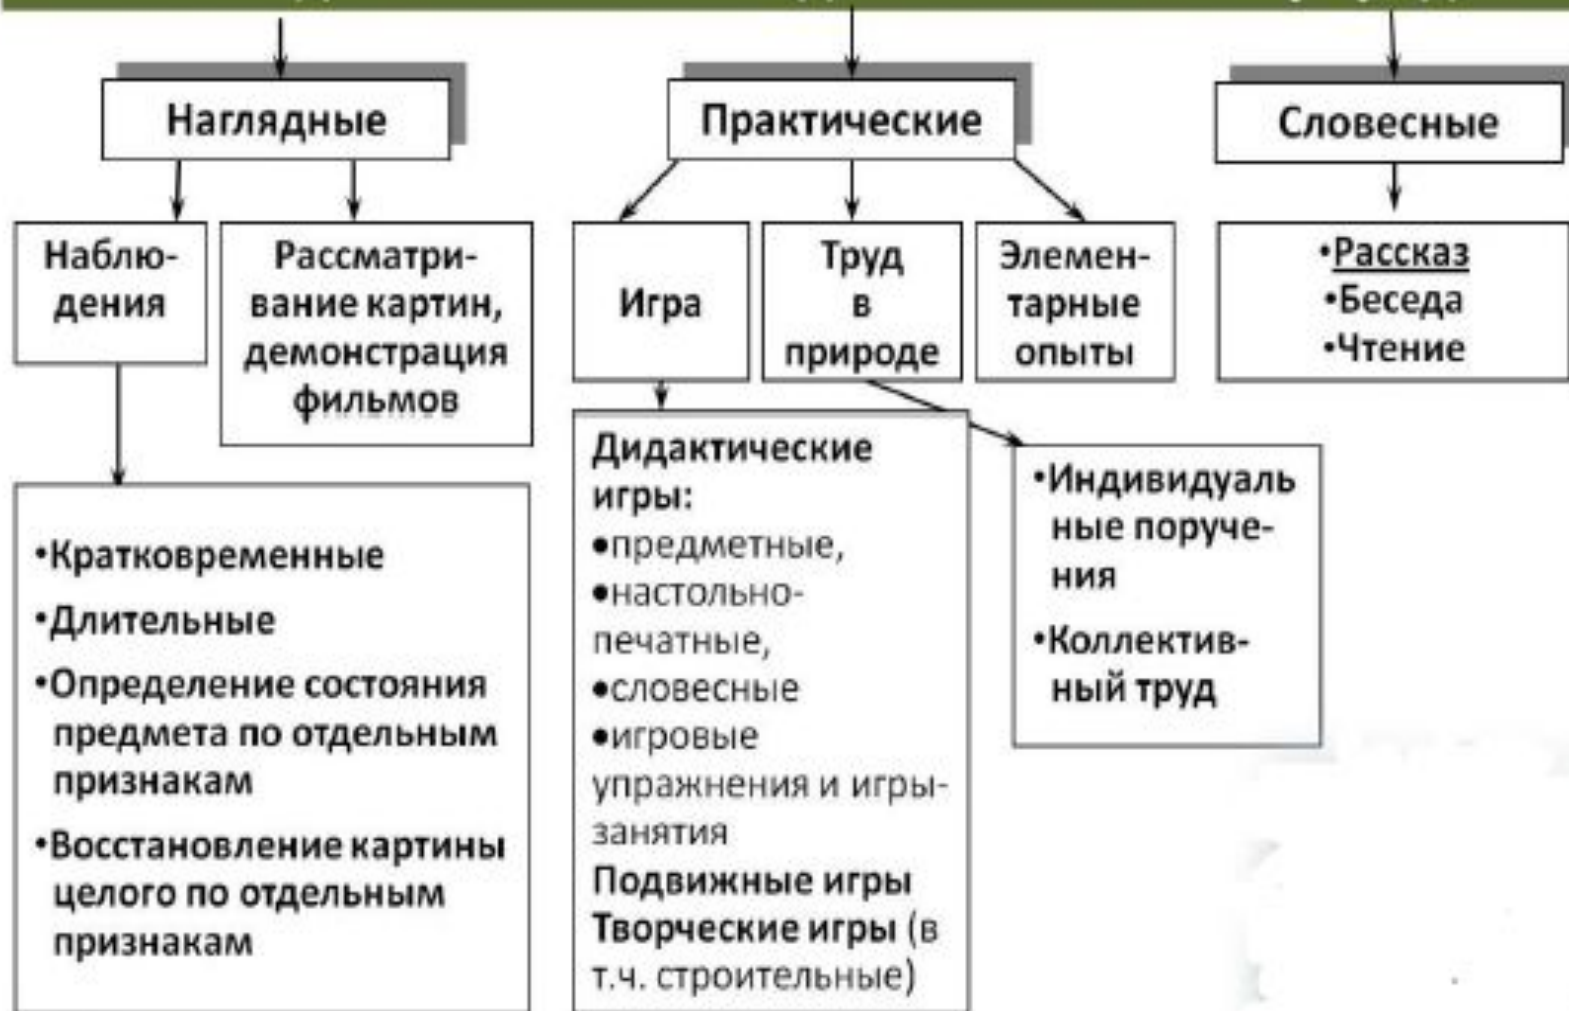 Наглядные
Практические
Словесные
Наблю-
дения
Рассматри-
вание картин,
демонстрация
фильмов
Игра
Труд
в
природе
Элемен-
тарные
опыты
•Рассказ
•Беседа
•Чтение
•Кратковременные
•Длительные
•Определение состояния
предмета по отдельным
признакам
•Восстановление картины
целого по отдельным
признакам
Дидактические
игры:
•предметные,
•настольно-
печатные,
•словесные
•игровые
упражнения и игры-
занятия
Подвижные игры
Творческие игры (в
т.ч. строительные)
•Индивидуаль
ные поруче-
ния
•Коллектив-
ный труд